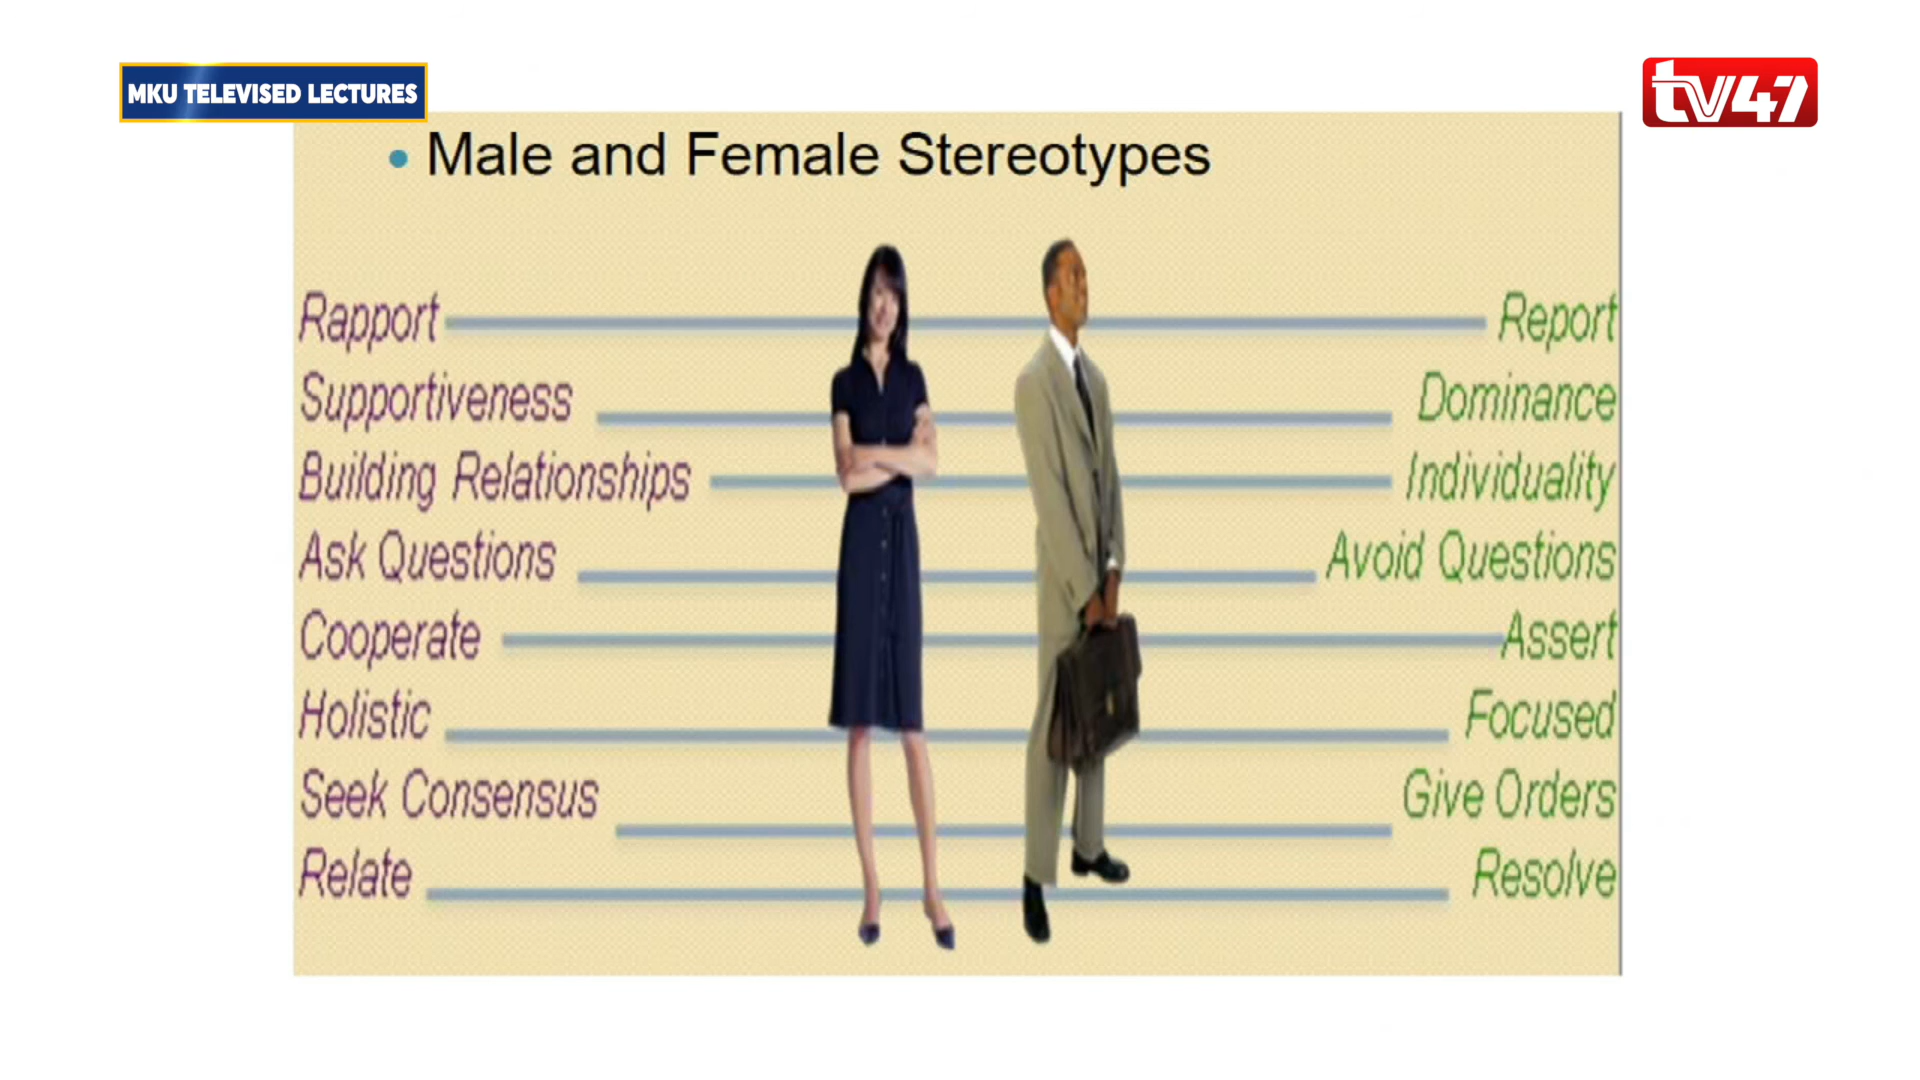 MKU TELEVISED LECTURES
tv47
• Male and Female Stereotypes
Rapport Report
Supportiveness Dominance
Building Relationships Individuality
Ask Questions Avoid Questions
Cooperate Assert
Holistic Focused
Seek Consensus Give Orders
Relate Resolve